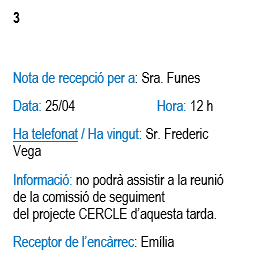 3
Nota de recepció per a: Sra. Funes
Data: 25/04 Hora: 12 h
Ha telefonat / Ha vingut: Sr. Frederic
Vega
Informació: no podrà assistir a la reunió
de la comissió de seguiment
del projecte CERCLE d’aquesta tarda.
Receptor de l’encàrrec: Emília